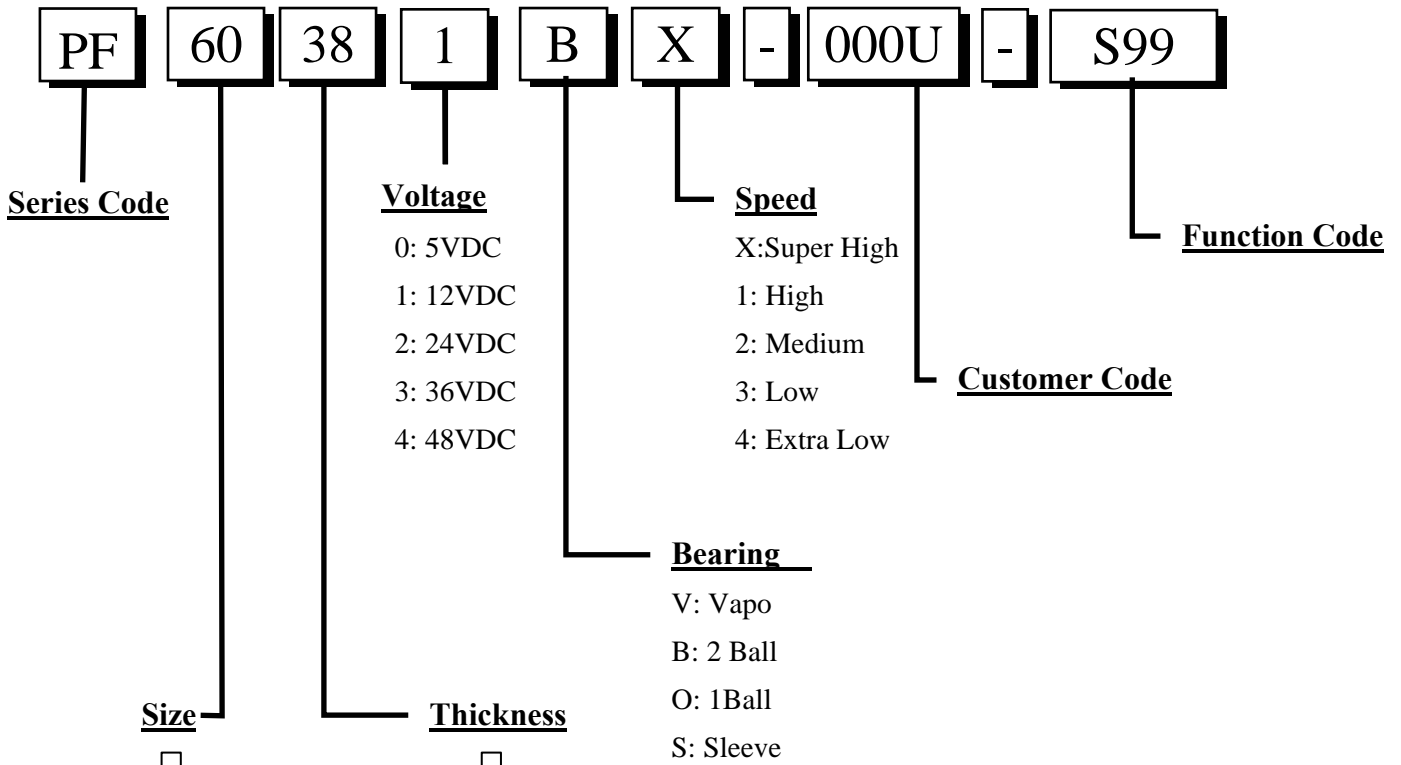 PF 60 38 1 B X - 000U - S99
Series Code
Voltage
0: 5VDC
1: 12VDC
2: 24VDC
3: 36VDC
4: 48VDC
Speed
X:Super High
1: High
2: Medium
3: Low
4: Extra Low
Function Code
Customer Code
Bearing
V: Vapo
B: 2 Ball
O: 1Ball
S: Sleeve
Size
Thickness